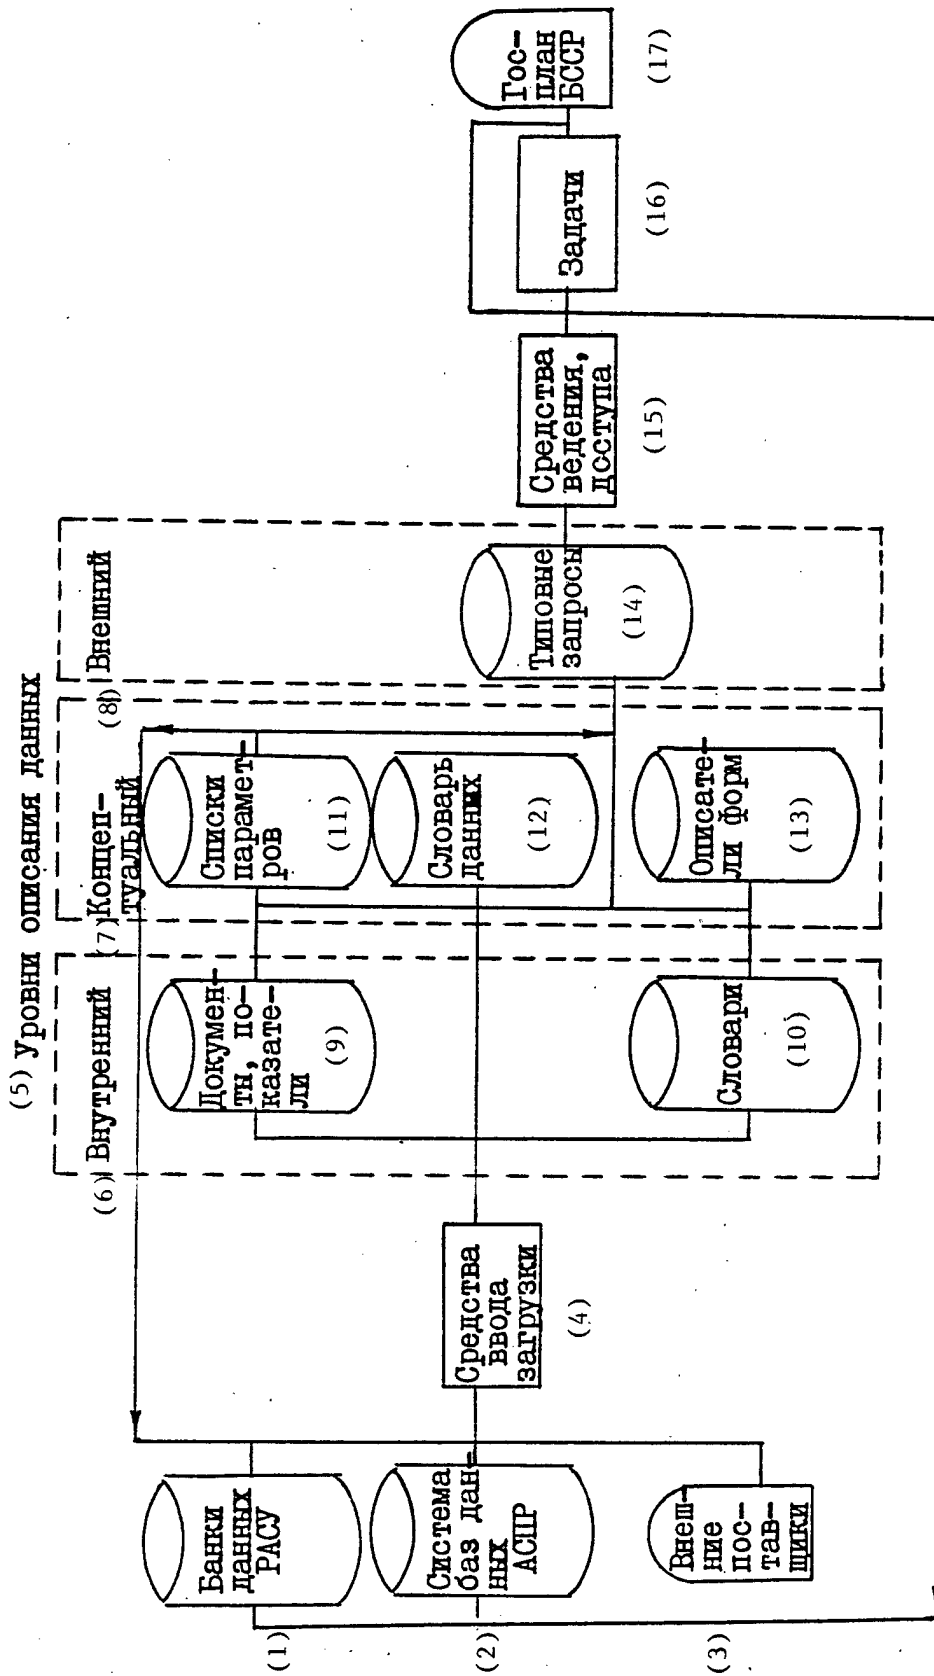 (5) Уровни описания данных
(6) Внутренний
(7) Концеп-
туальный
(8) Внешний
Банки
данных
РАСУ
(1)
Система
баз дан-
ных
АСПР
(2)
Внеш-
ние
пос-
тав-
щики
(3)
Средства
ввода
загрузки
(4)
Докумен-
ты, по-
казате-
ли
(9)
Словари
(10)
Списки
парамет-
ров
(11)
Словарь
данных
(12)
Описате-
ли форм
(13)
Типовые
запросы
(14)
Средства
ведения,
доступа
(15)
Задачи
(16)
Гос-
план
БССР
(17)